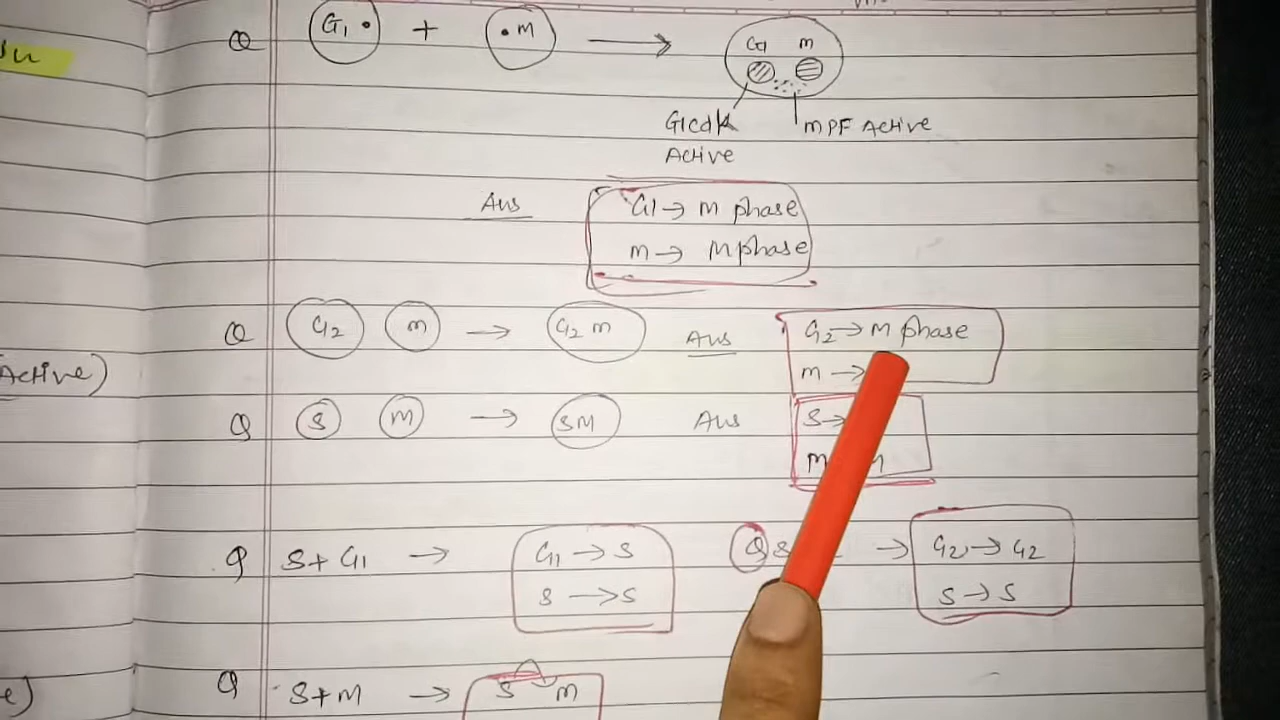 Q G1 + M → G1 M
G1cdk Active MPF Active
Ans G1 → M phase
M → M phase
Q G2 M → G2 M Ans G2 → M phase
M →
Active)
Q S M → SM Ans S →
M
Q S + G1 → G1 → S Q S → G2 → G2
S → S S → S
e) Q S + M → S M